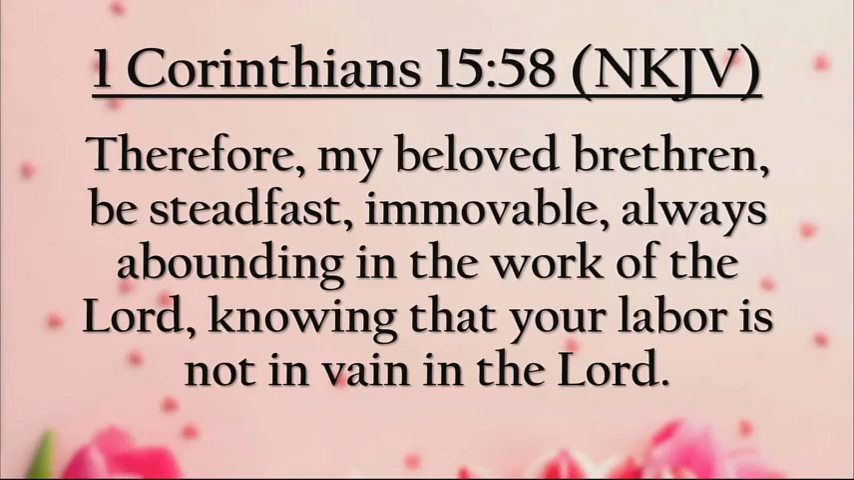 1 Corinthians 15:58 (NKJV)
Therefore, my beloved brethren,
be steadfast, immovable, always
abounding in the work of the
Lord, knowing that your labor is
not in vain in the Lord.